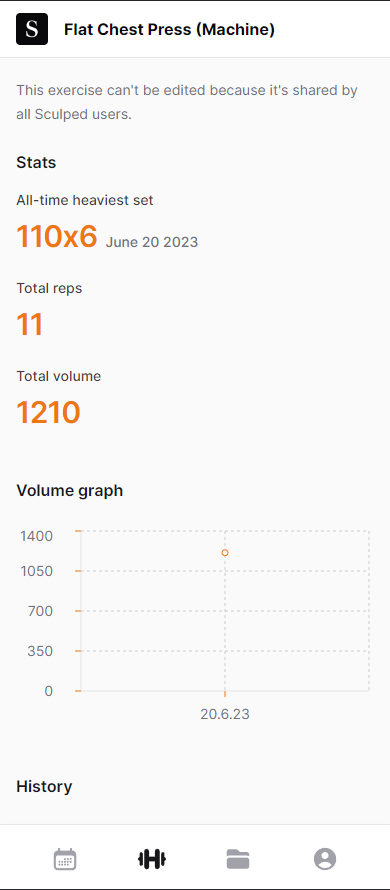 S
Flat Chest Press (Machine)
This exercise can't be edited because it's shared by
all Sculped users.
Stats
All-time heaviest set
110x6 June 20 2023
Total reps
11
Total volume
1210
Volume graph
1400
1050
700
350
0
20.6.23
History